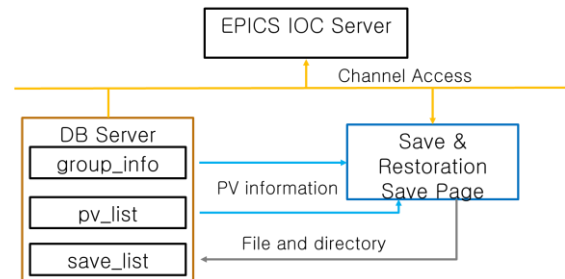 EPICS IOC Server
Channel Access
DB Server
group_info
pv_list
save_list
PV information
File and directory
Save &
Restoration
Save Page